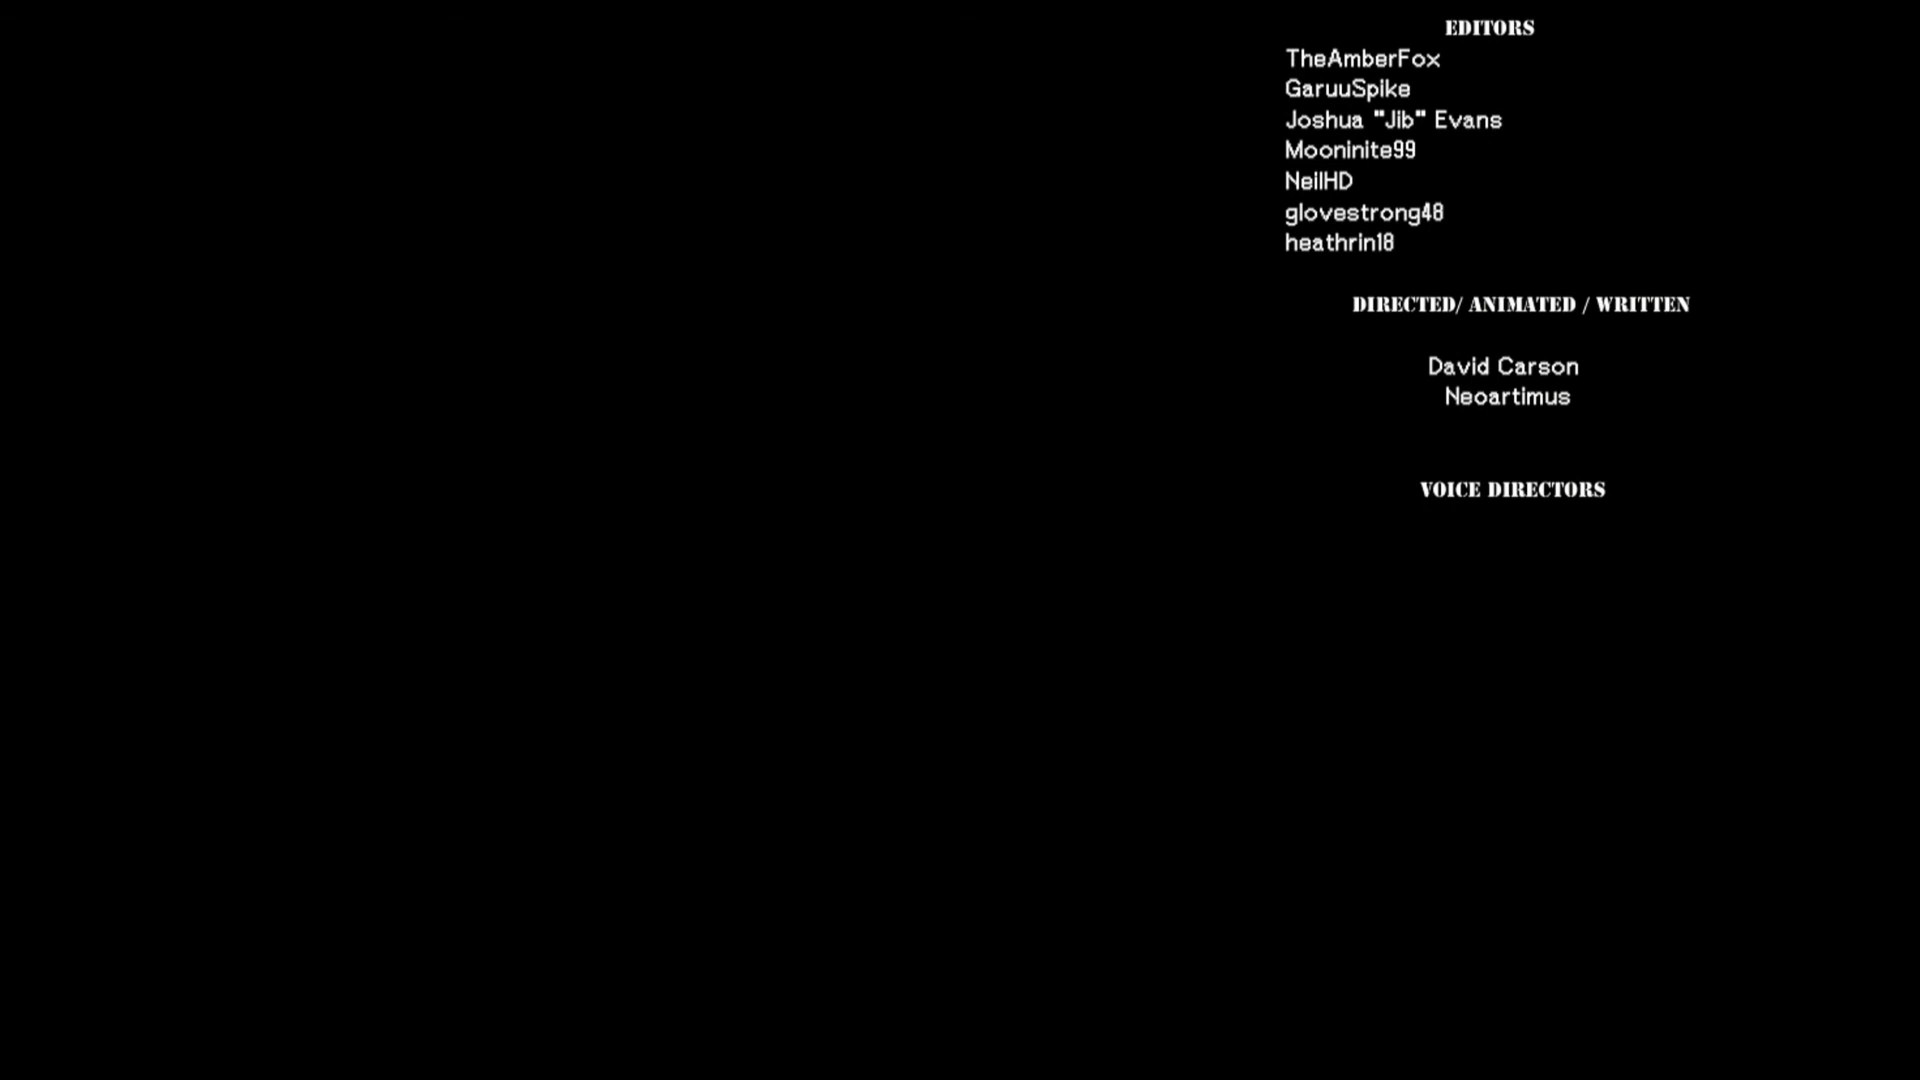 EDITORS
TheAmberFox
GaruuSpike
Joshua "Jib" Evans
Mooninite99
NeilHD
glovestrong48
heathrin18
DIRECTED/ ANIMATED / WRITTEN
David Carson
Neoartimus
VOICE DIRECTORS